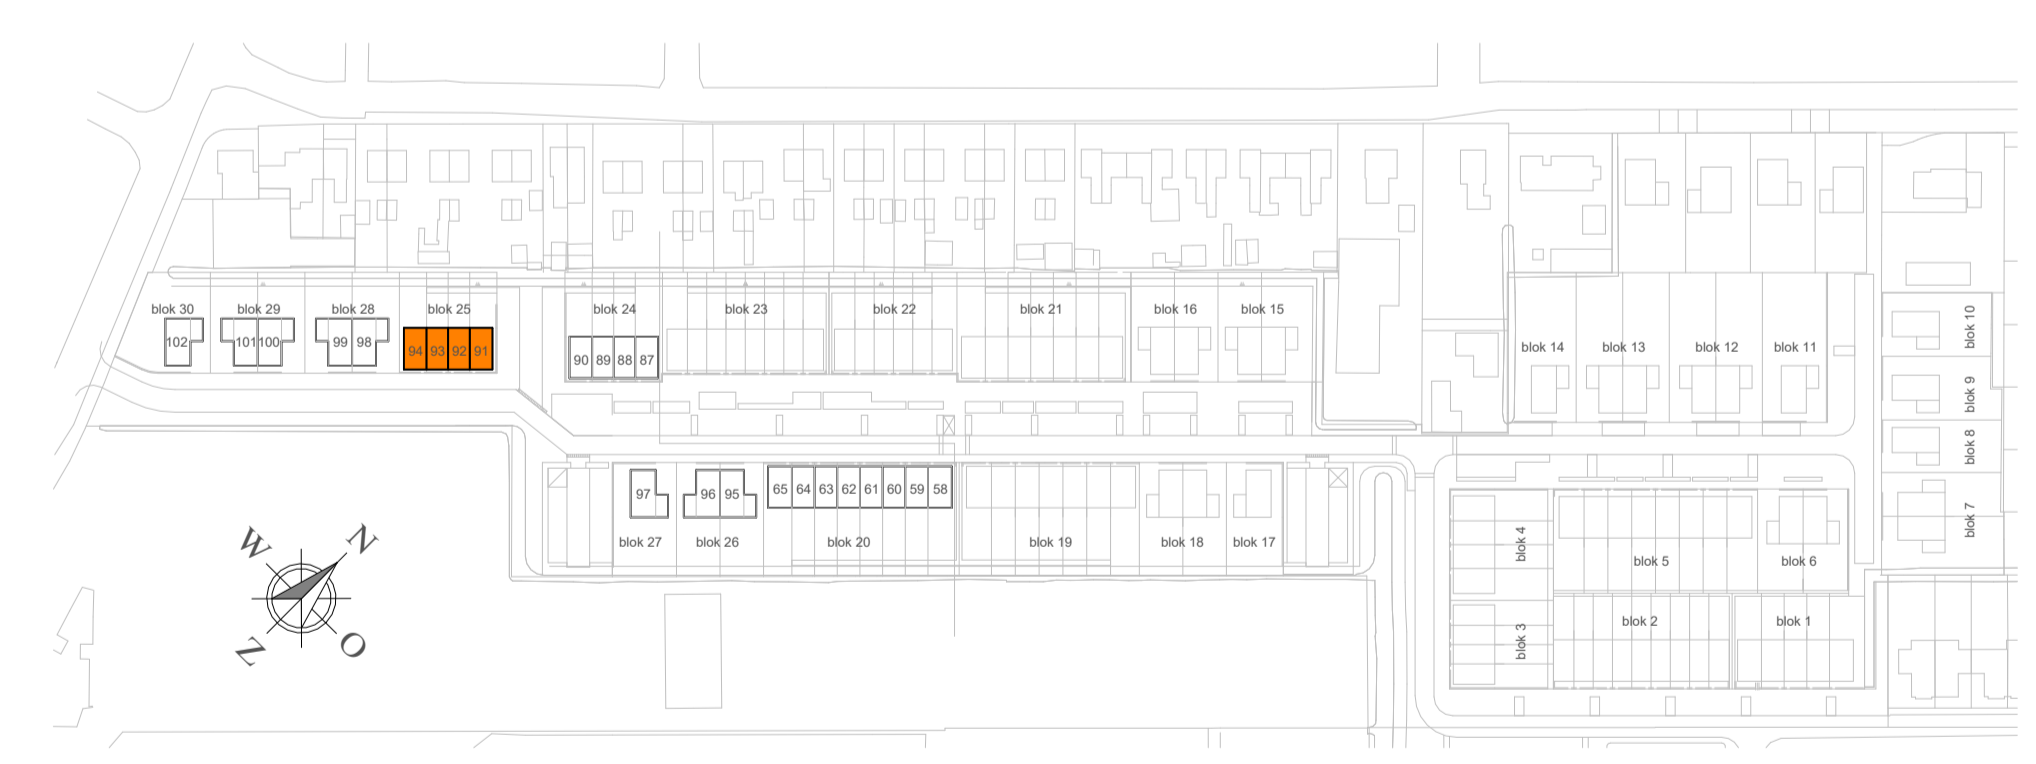 blok 30
blok 29
blok 28
blok 25
blok 24
blok 23
blok 22
blok 21
blok 16
blok 15
102
101
100
99
98
94
93
92
91
90
89
88
87
blok 14
blok 13
blok 12
blok 11
blok 10
blok 9
blok 8
blok 7
97
96
95
65
64
63
62
61
60
59
58
blok 27
blok 26
blok 20
blok 19
blok 18
blok 17
blok 4
blok 5
blok 6
blok 3
blok 2
blok 1
W
N
Z
O